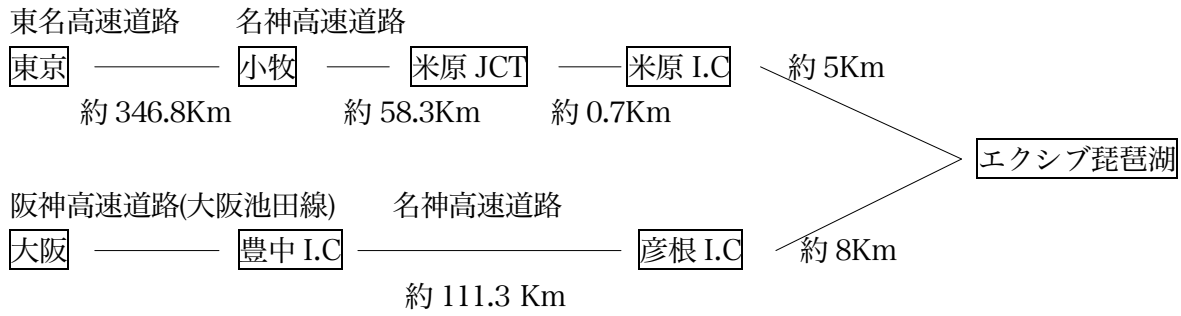 東名高速道路 名神高速道路
東京 小牧 米原 JCT 米原 I.C 約 5Km
約 346.8Km 約 58.3Km 約 0.7Km
エクシブ琵琶湖
阪神高速道路(大阪池田線) 名神高速道路
大阪 豊中 I.C 彦根 I.C 約 8Km
約 111.3 Km